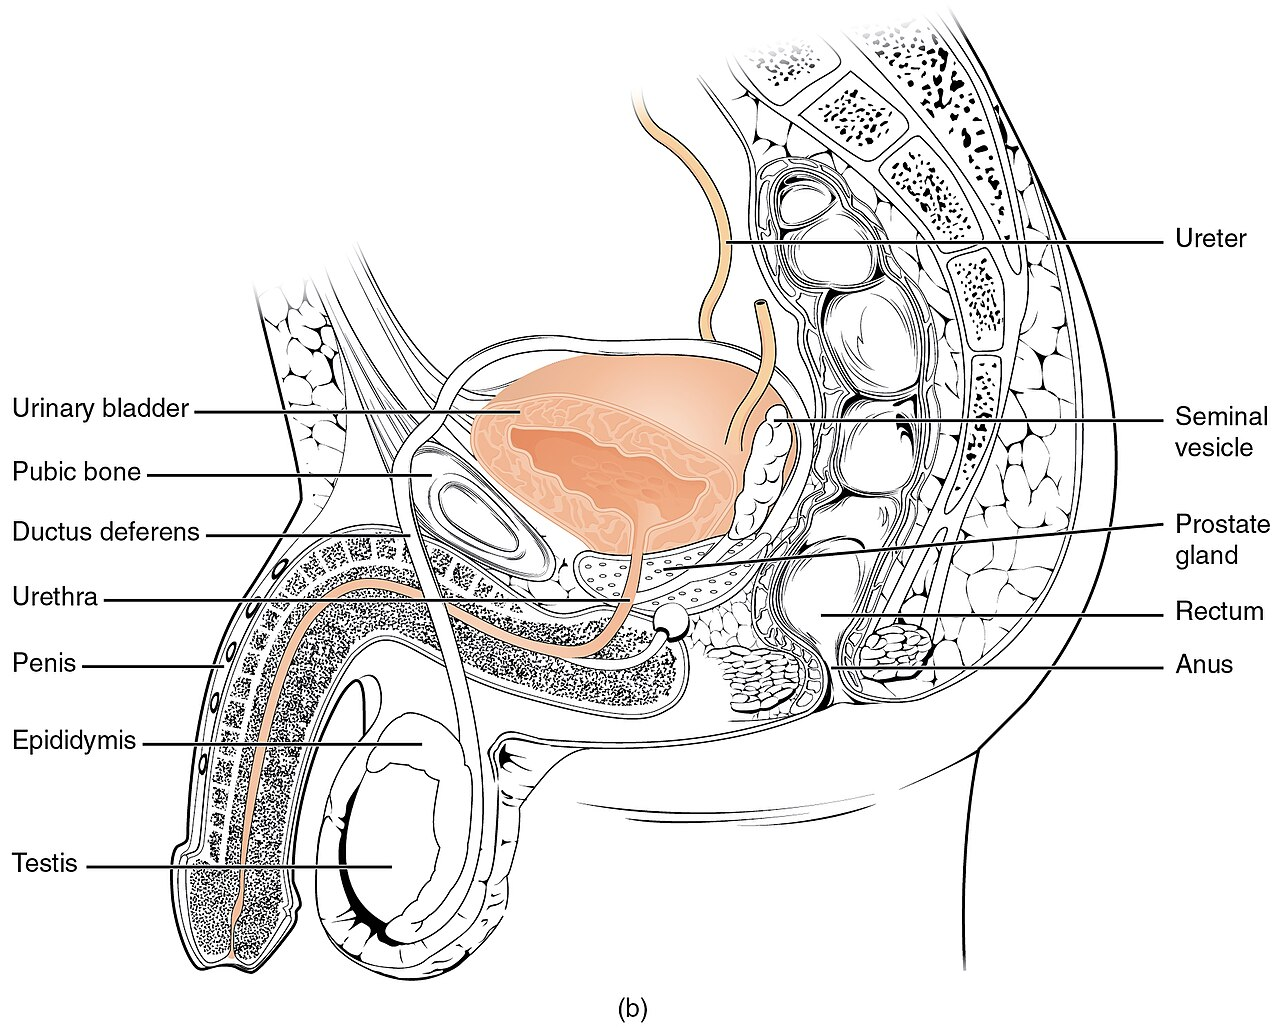 Ureter
Urinary bladder
Seminal
vesicle
Pubic bone
Ductus deferens
Prostate
gland
Urethra
Rectum
Penis
Anus
Epididymis
Testis
(b)